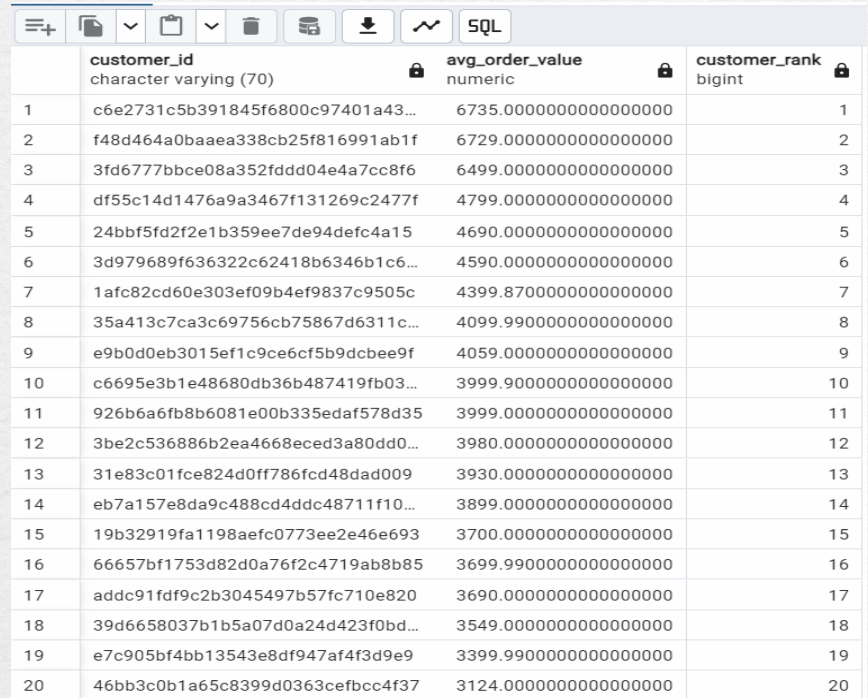 SQL
customer_id avg_order_value customer_rank
character varying (70) numeric bigint
1 c6e2731c5b391845f6800c97401a43... 6735.0000000000000000 1
2 f48d464a0baaea338cb25f816991ab1f 6729.0000000000000000 2
3 3fd6777bbce08a352fddd04e4a7cc8f6 6499.0000000000000000 3
4 df55c14d1476a9a3467f131269c2477f 4799.0000000000000000 4
5 24bbf5fd2f2e1b359ee7de94defc4a15 4690.0000000000000000 5
6 3d979689f636322c62418b6346b1c6... 4590.0000000000000000 6
7 1afc82cd60e303ef09b4ef9837c9505c 4399.8700000000000000 7
8 35a413c7ca3c69756cb75867d6311c... 4099.9900000000000000 8
9 e9b0d0eb3015ef1c9ce6cf5b9dcbee9f 4059.0000000000000000 9
10 c6695e3b1e48680db36b487419fb03... 3999.9000000000000000 10
11 926b6a6fb8b6081e00b335edaf578d35 3999.0000000000000000 11
12 3be2c536886b2ea4668eced3a80dd0... 3980.0000000000000000 12
13 31e83c01fce824d0ff786fcd48dad009 3930.0000000000000000 13
14 eb7a157e8da9c488cd4ddc48711f10... 3899.0000000000000000 14
15 19b32919fa1198aefc0773ee2e46e693 3700.0000000000000000 15
16 66657bf1753d82d0a76f2c4719ab8b85 3699.9900000000000000 16
17 addc91fdf9c2b3045497b57fc710e820 3690.0000000000000000 17
18 39d6658037b1b5a07d0a24d423f0bd... 3549.0000000000000000 18
19 e7c905bf4bb13543e8df947af4f3d9e9 3399.9900000000000000 19
20 46bb3c0b1a65c8399d0363cefbcc4f37 3124.0000000000000000 20